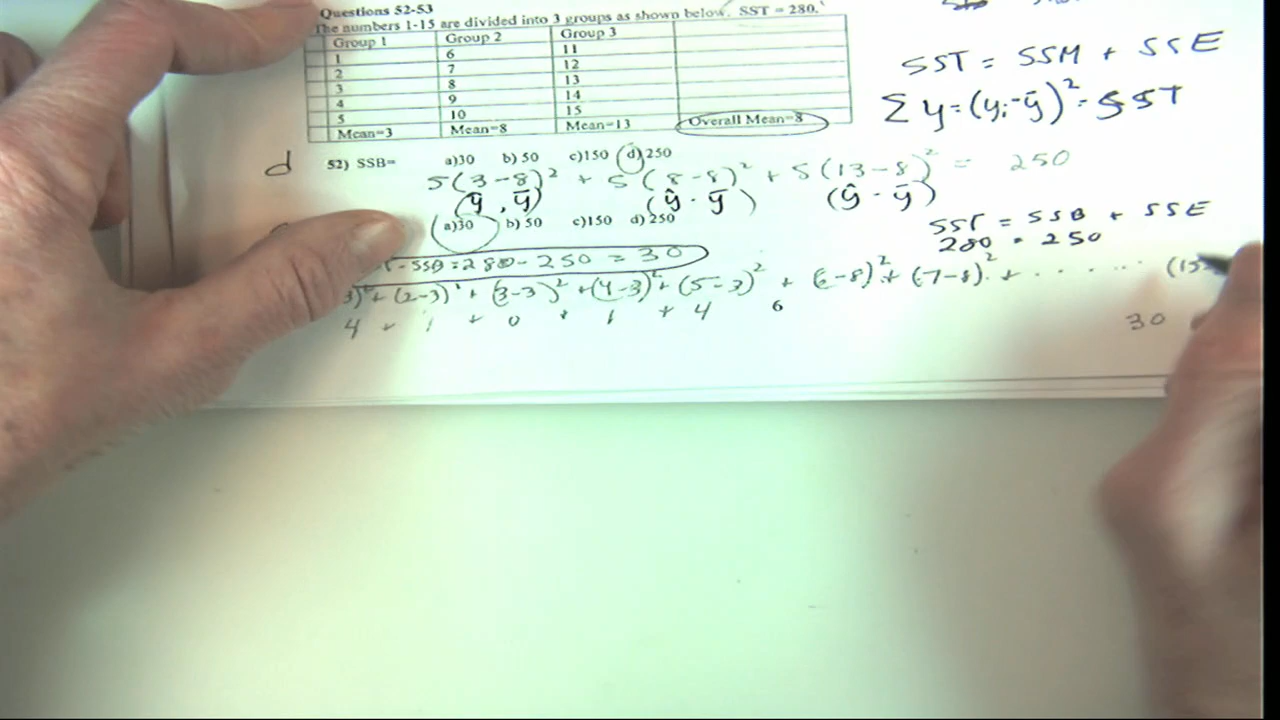 Questions 52-53
The numbers 1-15 are divided into 3 groups as shown below. SST = 280.
Group 1 Group 2 Group 3
1 6 11
2 7 12
3 8 13
4 9 14
5 10 15
Mean=3 Mean=8 Mean=13 Overall Mean=8
SST = SSM + SSE
Σ y = (yi - ȳ)² = SST
d 52) SSB= a)30 b) 50 c)150 d)250
5(3-8)² + 5(8-8)² + 5(13-8)² = 250
(ŷ, ȳ) (ŷ - ȳ) (ŷ - ȳ)
a)30 b) 50 c)150 d)250
SST = SSB + SSE
280 = 250
- SSB = 280 - 250 = 30
3)² + (2-3)² + (3-3)² + (4-3)² + (5-3)² + (6-8)² + (7-8)² + ....... (15
4 + 1 + 0 + 1 + 4 6
30